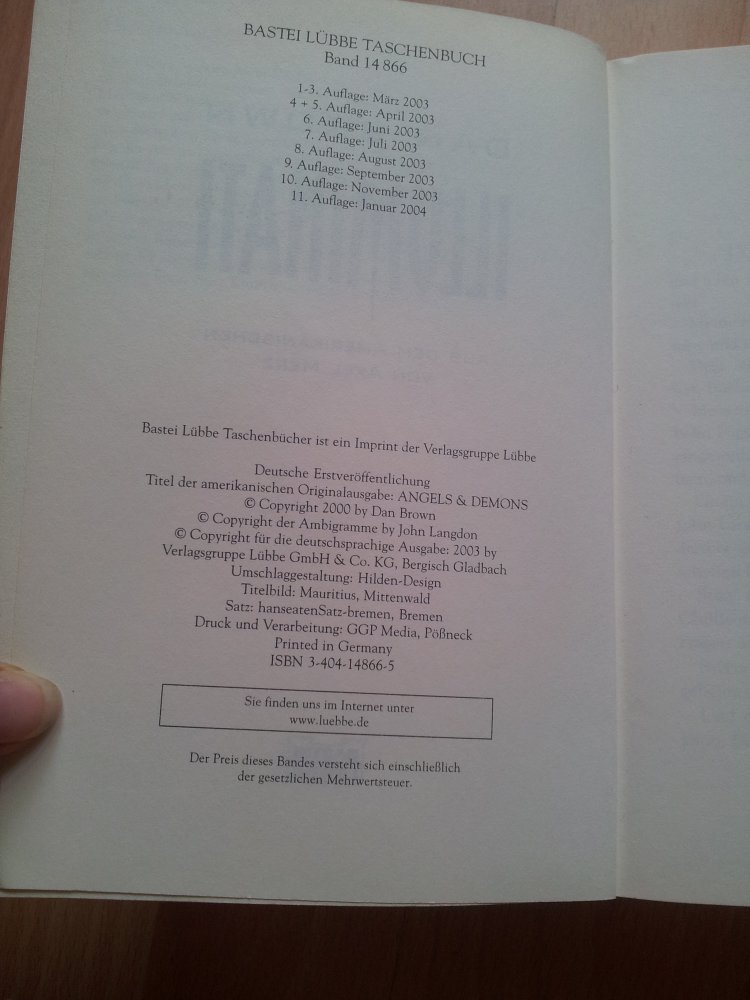 BASTEI LÜBBE TASCHENBUCH
Band 14 866
1-3. Auflage: März 2003
4 + 5. Auflage: April 2003
6. Auflage: Juni 2003
7. Auflage: Juli 2003
8. Auflage: August 2003
9. Auflage: September 2003
10. Auflage: November 2003
11. Auflage: Januar 2004
Bastei Lübbe Taschenbücher ist ein Imprint der Verlagsgruppe Lübbe
Deutsche Erstveröffentlichung
Titel der amerikanischen Originalausgabe: ANGELS & DEMONS
© Copyright 2000 by Dan Brown
© Copyright der Ambigramme by John Langdon
© Copyright für die deutschsprachige Ausgabe: 2003 by
Verlagsgruppe Lübbe GmbH & Co. KG, Bergisch Gladbach
Umschlaggestaltung: Hilden-Design
Titelbild: Mauritius, Mittenwald
Satz: hanseatenSatz-bremen, Bremen
Druck und Verarbeitung: GGP Media, Pößneck
Printed in Germany
ISBN 3-404-14866-5
Sie finden uns im Internet unter
www.luebbe.de
Der Preis dieses Bandes versteht sich einschließlich
der gesetzlichen Mehrwertsteuer.